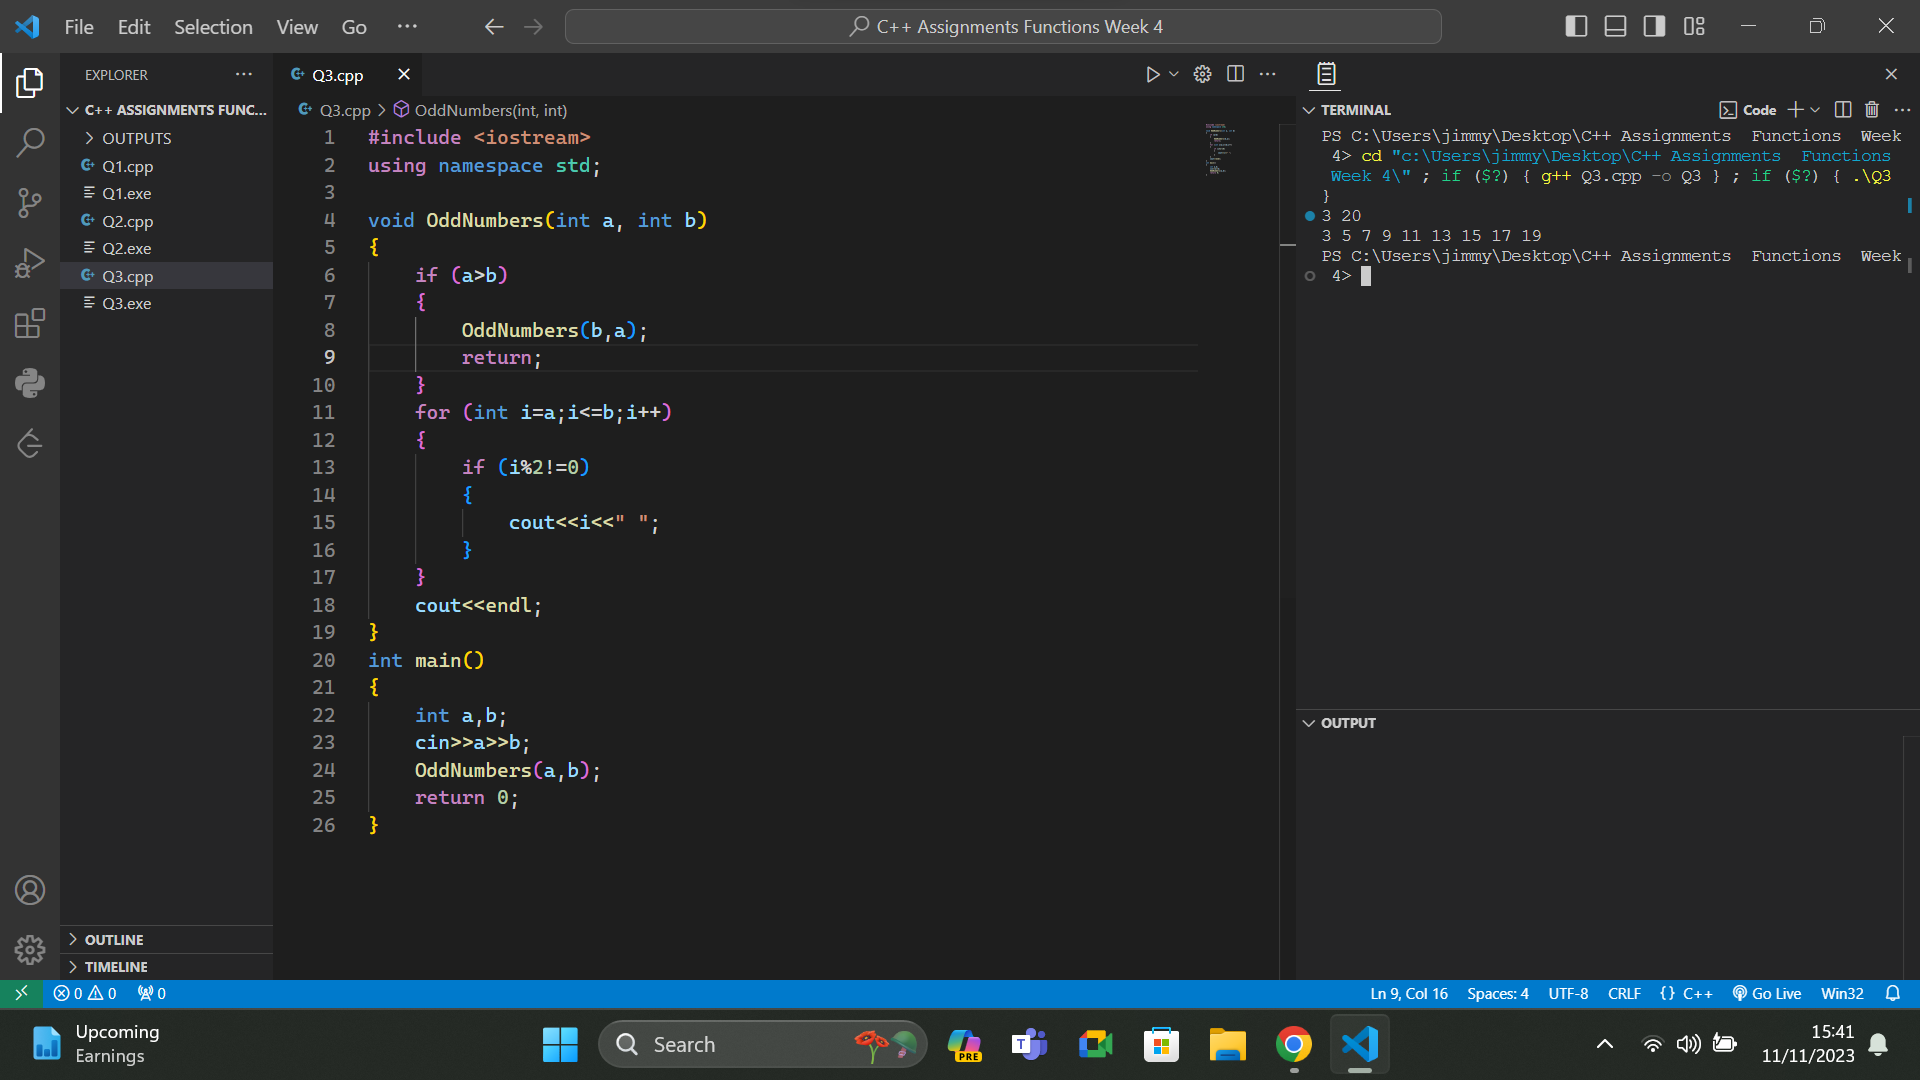 File Edit Selection View Go ···
C++ Assignments Functions Week 4
EXPLORER ···
C++ ASSIGNMENTS FUNC...
OUTPUTS
Q1.cpp
Q1.exe
Q2.cpp
Q2.exe
Q3.cpp
Q3.exe
OUTLINE
TIMELINE
Q3.cpp
Q3.cpp > OddNumbers(int, int)
1 #include <iostream>
2 using namespace std;
3
4 void OddNumbers(int a, int b)
5 {
6     if (a>b)
7     {
8         OddNumbers(b,a);
9         return;
10     }
11     for (int i=a;i<=b;i++)
12     {
13         if (i%2!=0)
14         {
15             cout<<i<<" ";
16         }
17     }
18     cout<<endl;
19 }
20 int main()
21 {
22     int a,b;
23     cin>>a>>b;
24     OddNumbers(a,b);
25     return 0;
26 }
TERMINAL
Code
PS C:\Users\jimmy\Desktop\C++ Assignments  Functions  Week
4> cd "c:\Users\jimmy\Desktop\C++ Assignments  Functions
Week 4\" ; if ($?) { g++ Q3.cpp -o Q3 } ; if ($?) { .\Q3
}
3 20
3 5 7 9 11 13 15 17 19
PS C:\Users\jimmy\Desktop\C++ Assignments  Functions  Week
4>
OUTPUT
0 0 0
Ln 9, Col 16 Spaces: 4 UTF-8 CRLF {} C++ Go Live Win32
Upcoming
Earnings
Search
PRE
T
15:41
11/11/2023